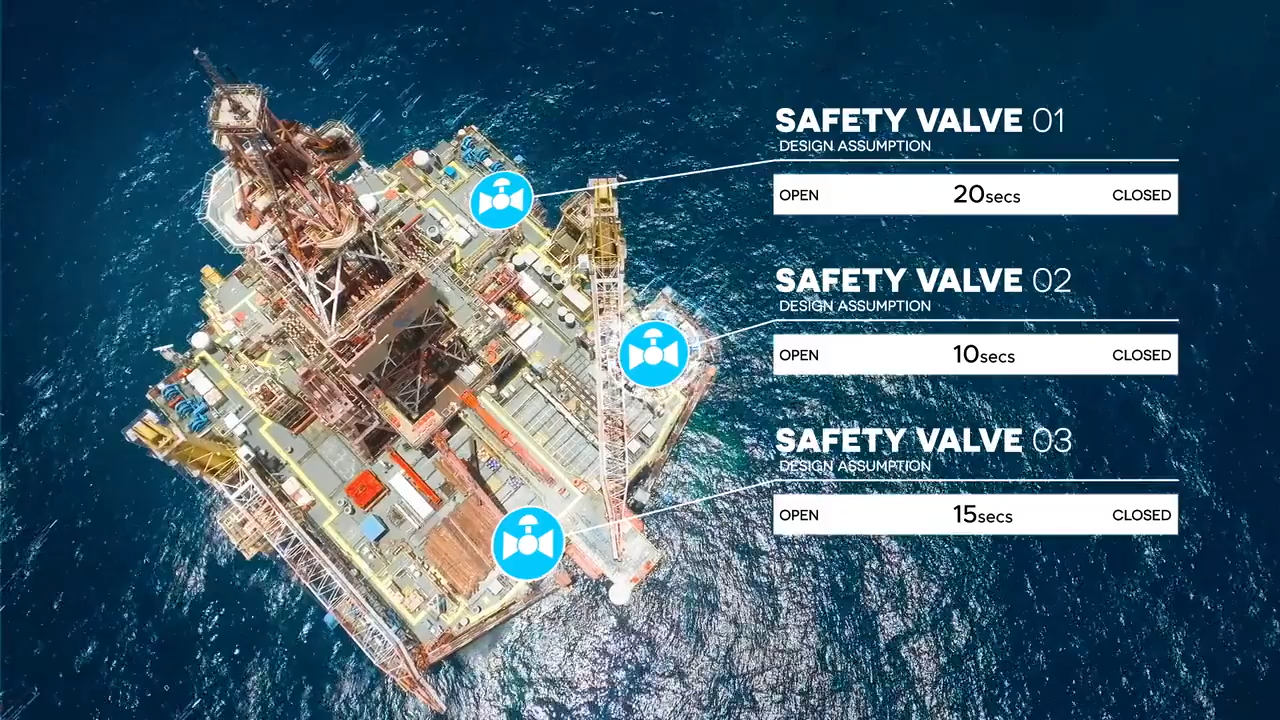 SAFETY VALVE 01
DESIGN ASSUMPTION
OPEN 20secs CLOSED
SAFETY VALVE 02
DESIGN ASSUMPTION
OPEN 10secs CLOSED
SAFETY VALVE 03
DESIGN ASSUMPTION
OPEN 15secs CLOSED